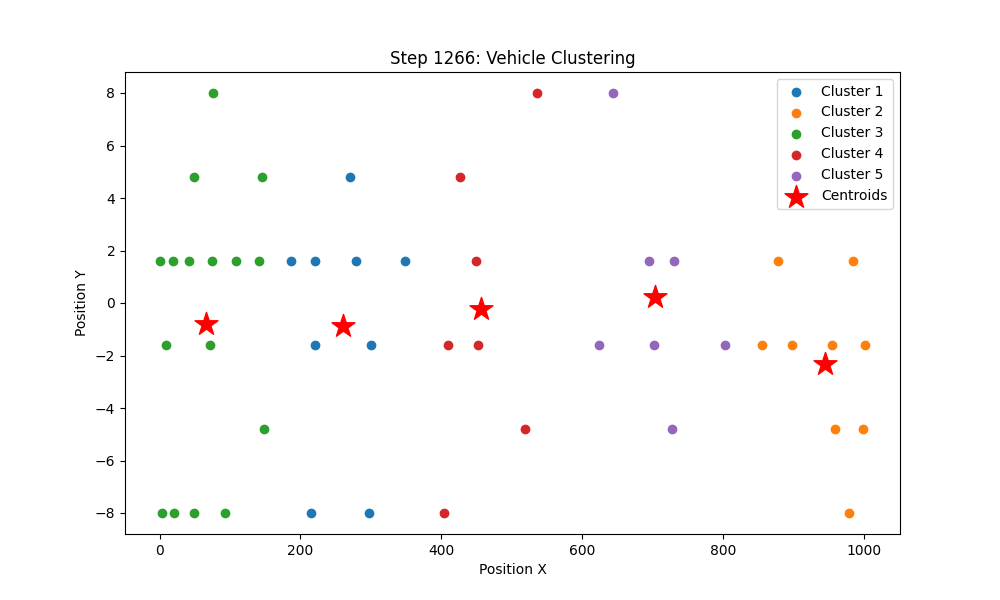 Step 1266: Vehicle Clustering
Cluster 1
Cluster 2
Cluster 3
Cluster 4
Cluster 5
Centroids
Position Y
8
6
4
2
0
−2
−4
−6
−8
0 200 400 600 800 1000
Position X